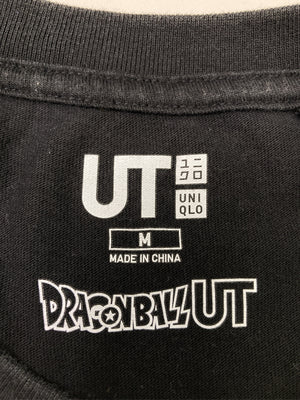 UT ユニ
クロ
UNI
QLO
M
MADE IN CHINA
DRAGONBALL UT